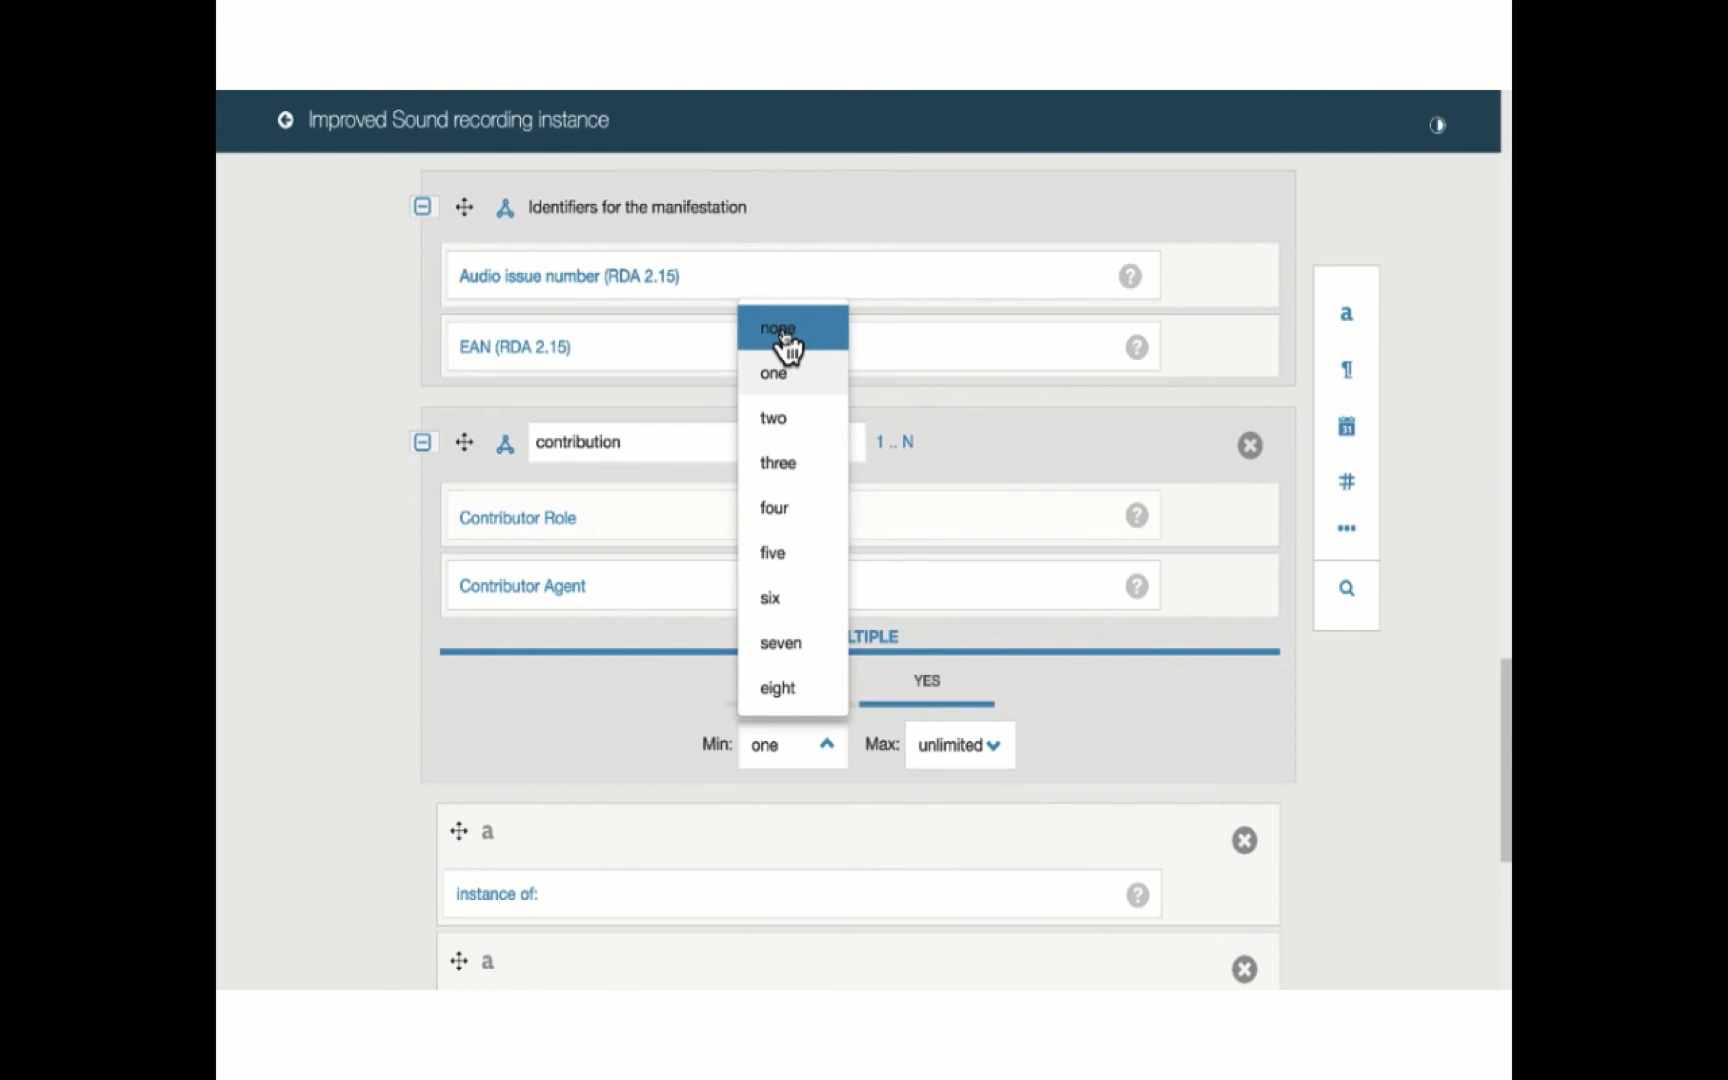 Improved Sound recording instance
Identifiers for the manifestation
Audio issue number (RDA 2.15)
?
EAN (RDA 2.15)
?
none
one
two
three
four
five
six
seven
eight
contribution
1 .. N
Contributor Role
?
Contributor Agent
?
LTIPLE
YES
Min: one
Max: unlimited
a
instance of:
?
a
a
¶
31
#